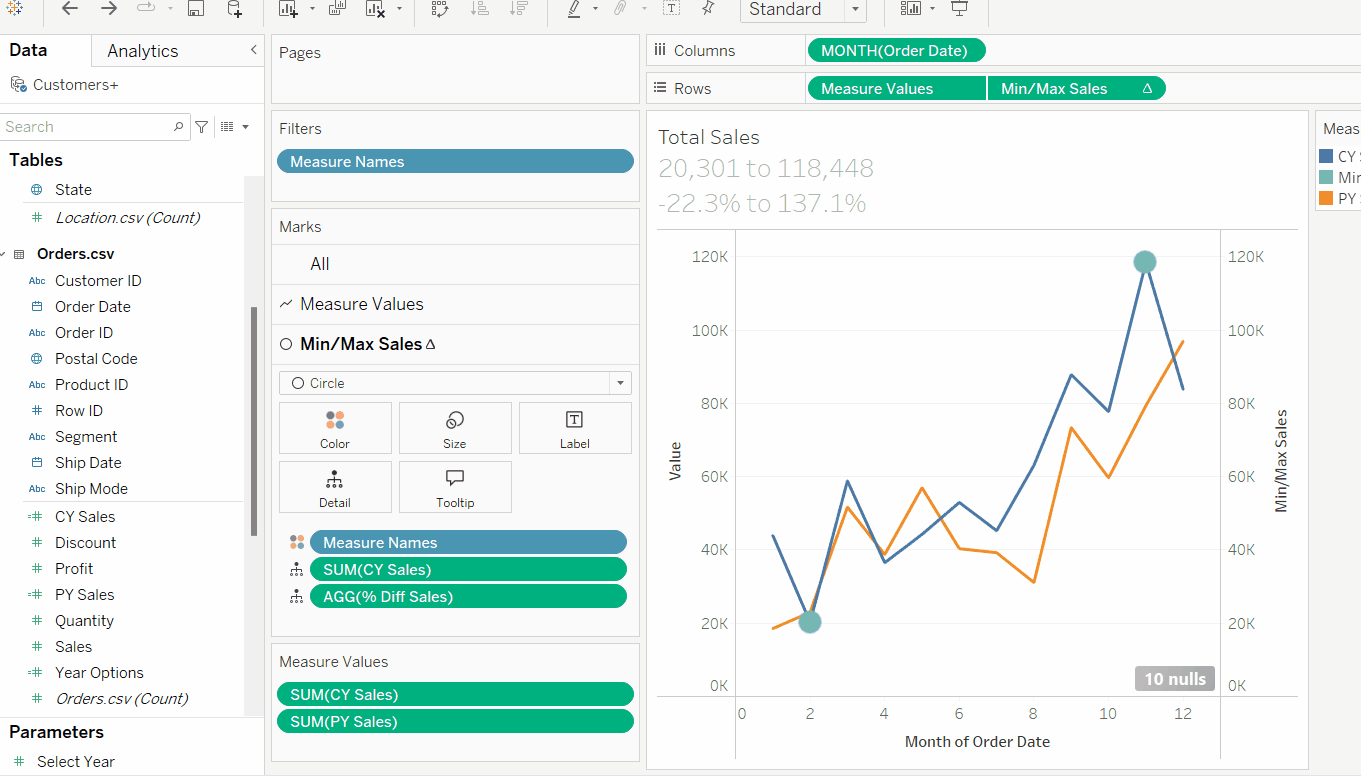 Standard
Data
Analytics
Customers+
Search
Tables
State
Location.csv (Count)
Orders.csv
Abc Customer ID
Order Date
Abc Order ID
Postal Code
Abc Product ID
# Row ID
Abc Segment
Ship Date
Abc Ship Mode
=# CY Sales
# Discount
# Profit
=# PY Sales
# Quantity
# Sales
=# Year Options
# Orders.csv (Count)
Parameters
# Select Year
Pages
Filters
Measure Names
Marks
All
Measure Values
Min/Max Sales Δ
Circle
Color
Size
T
Label
Detail
Tooltip
Measure Names
SUM(CY Sales)
AGG(% Diff Sales)
Measure Values
SUM(CY Sales)
SUM(PY Sales)
Columns
MONTH(Order Date)
Rows
Measure Values
Min/Max Sales Δ
Total Sales
20,301 to 118,448
-22.3% to 137.1%
120K
100K
80K
60K
40K
20K
0K
Value
120K
100K
80K
60K
40K
20K
0K
Min/Max Sales
10 nulls
0 2 4 6 8 10 12
Month of Order Date
Meas
CY
Min
PY